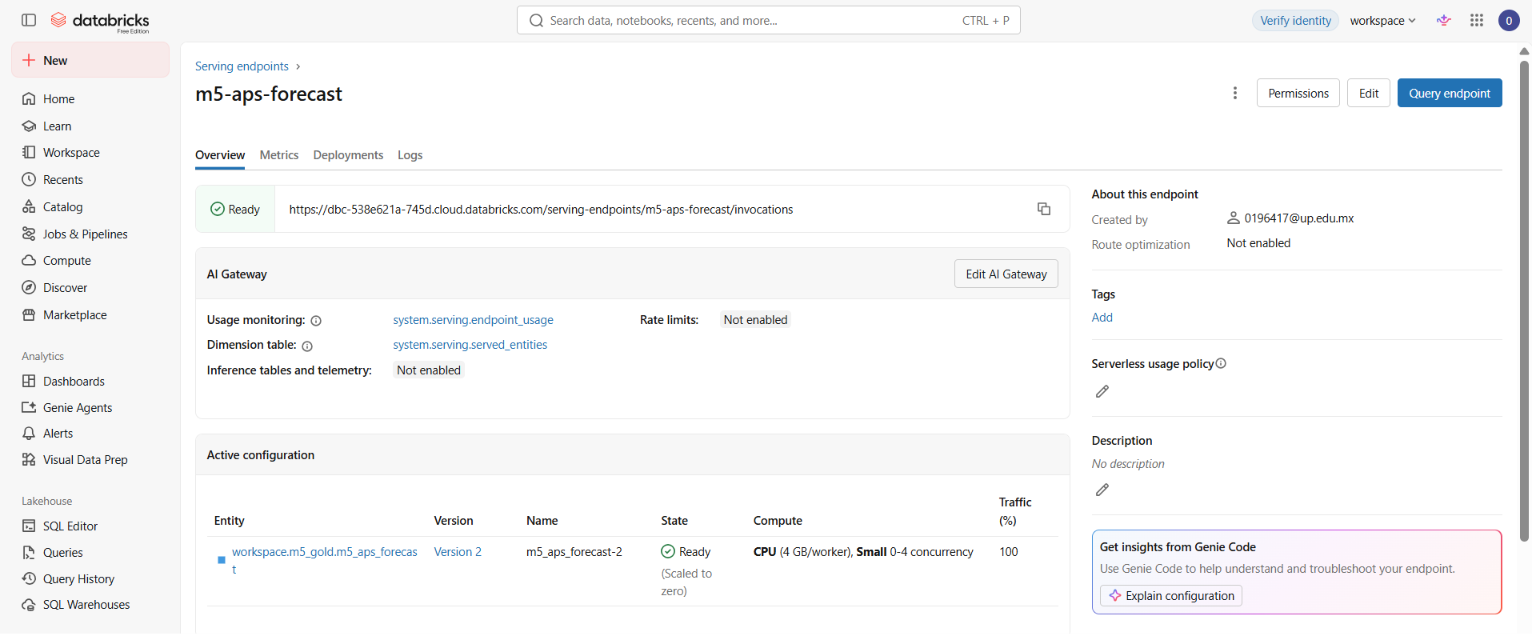 databricks
Free Edition
Search data, notebooks, recents, and more...
CTRL + P
Verify identity
workspace
0
New
Home
Learn
Workspace
Recents
Catalog
Jobs & Pipelines
Compute
Discover
Marketplace
Analytics
Dashboards
Genie Agents
Alerts
Visual Data Prep
Lakehouse
SQL Editor
Queries
Query History
SQL Warehouses
Serving endpoints ›
m5-aps-forecast
Permissions
Edit
Query endpoint
Overview
Metrics
Deployments
Logs
Ready
https://dbc-538e621a-745d.cloud.databricks.com/serving-endpoints/m5-aps-forecast/invocations
AI Gateway
Edit AI Gateway
Usage monitoring:
system.serving.endpoint_usage
Rate limits:
Not enabled
Dimension table:
system.serving.served_entities
Inference tables and telemetry:
Not enabled
Active configuration
Entity
Version
Name
State
Compute
Traffic
(%)
workspace.m5_gold.m5_aps_forecas
t
Version 2
m5_aps_forecast-2
Ready
(Scaled to
zero)
CPU (4 GB/worker), Small 0-4 concurrency
100
About this endpoint
Created by
0196417@up.edu.mx
Route optimization
Not enabled
Tags
Add
Serverless usage policy
Description
No description
Get insights from Genie Code
Use Genie Code to help understand and troubleshoot your endpoint.
Explain configuration